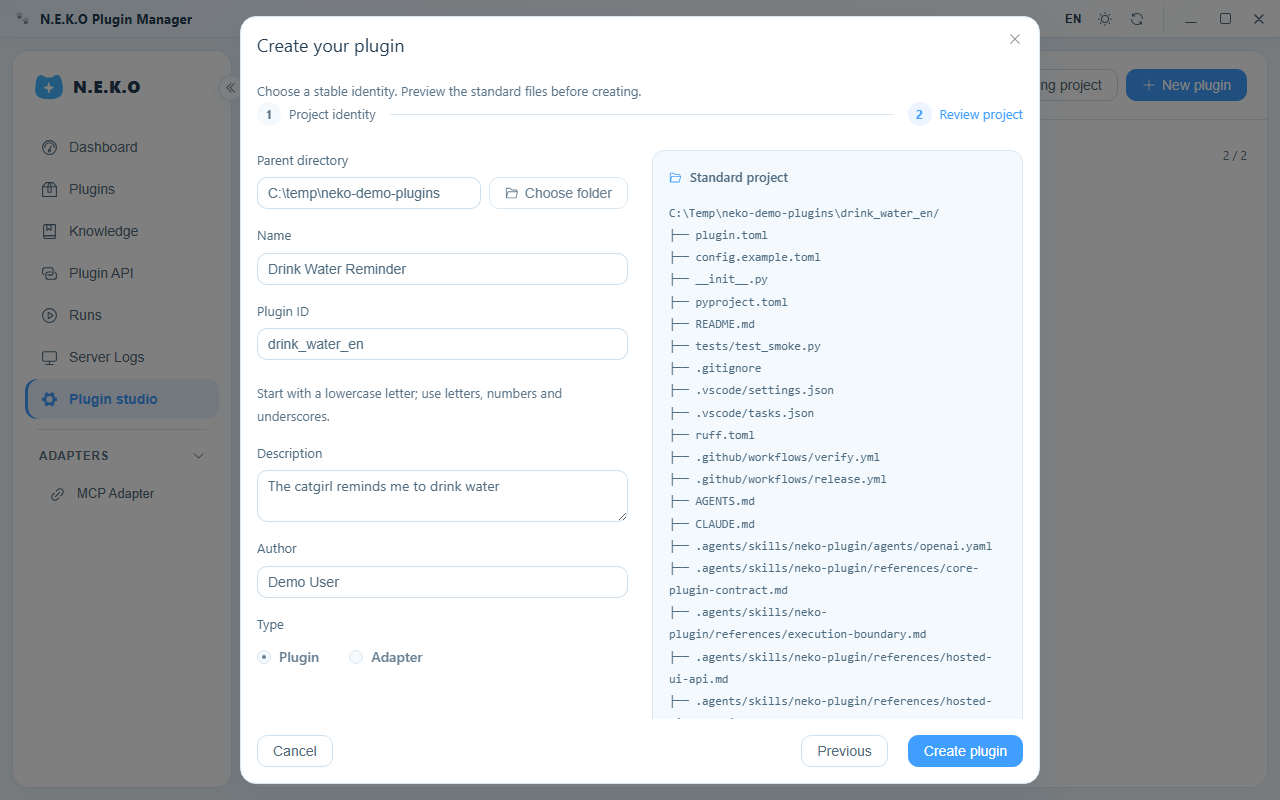 N.E.K.O Plugin Manager
EN
N.E.K.O
Dashboard
Plugins
Knowledge
Plugin API
Runs
Server Logs
Plugin studio
ADAPTERS
MCP Adapter
ng project
New plugin
2 / 2
Create your plugin
Choose a stable identity. Preview the standard files before creating.
1 Project identity
2 Review project
Parent directory
C:\temp\neko-demo-plugins
Choose folder
Name
Drink Water Reminder
Plugin ID
drink_water_en
Start with a lowercase letter; use letters, numbers and
underscores.
Description
The catgirl reminds me to drink water
Author
Demo User
Type
Plugin
Adapter
Standard project
C:\Temp\neko-demo-plugins\drink_water_en/
├── plugin.toml
├── config.example.toml
├── __init__.py
├── pyproject.toml
├── README.md
├── tests/test_smoke.py
├── .gitignore
├── .vscode/settings.json
├── .vscode/tasks.json
├── ruff.toml
├── .github/workflows/verify.yml
├── .github/workflows/release.yml
├── AGENTS.md
├── CLAUDE.md
├── .agents/skills/neko-plugin/agents/openai.yaml
├── .agents/skills/neko-plugin/references/core-
plugin-contract.md
├── .agents/skills/neko-
plugin/references/execution-boundary.md
├── .agents/skills/neko-plugin/references/hosted-
ui-api.md
├── .agents/skills/neko-plugin/references/hosted-
Cancel
Previous
Create plugin